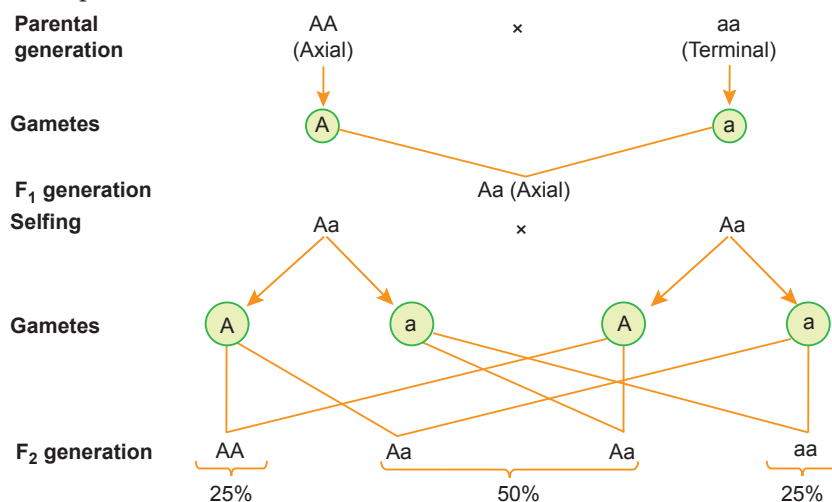 Parental generation AA (Axial) × aa (Terminal)
Gametes A a
F₁ generation Aa (Axial)
Selfing Aa × Aa
Gametes A a A a
F₂ generation AA Aa Aa aa
25% 50% 25%